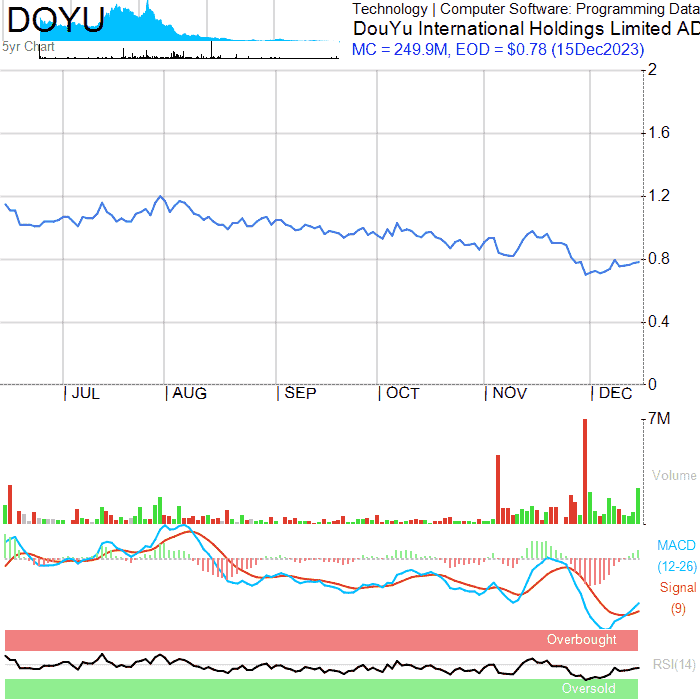 DOYU
5yr Chart
Technology | Computer Software: Programming Data
DouYu International Holdings Limited AD
MC = 249.9M, EOD = $0.78 (15Dec2023)
2
1.6
1.2
0.8
0.4
0
JUL AUG SEP OCT NOV DEC
7M
Volume
MACD
(12-26)
Signal
(9)
Overbought
RSI(14)
Oversold